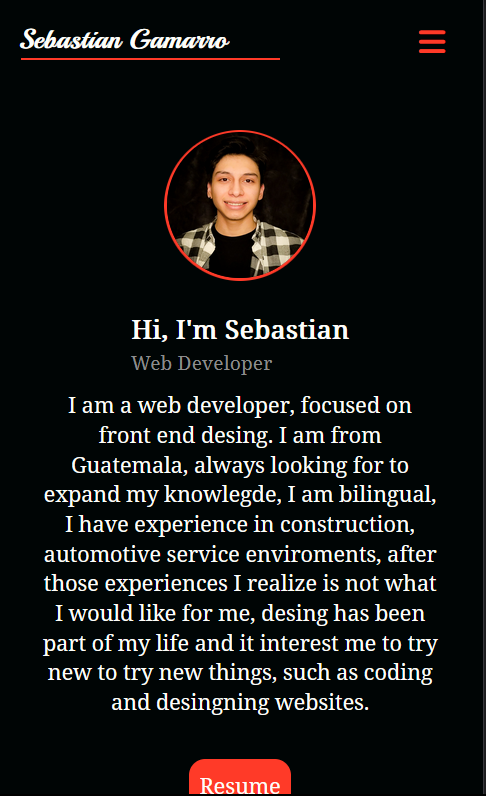 Sebastian Gamarro
Hi, I'm Sebastian
Web Developer
I am a web developer, focused on
front end desing. I am from
Guatemala, always looking for to
expand my knowlegde, I am bilingual,
I have experience in construction,
automotive service enviroments, after
those experiences I realize is not what
I would like for me, desing has been
part of my life and it interest me to try
new to try new things, such as coding
and desingning websites.
Resume